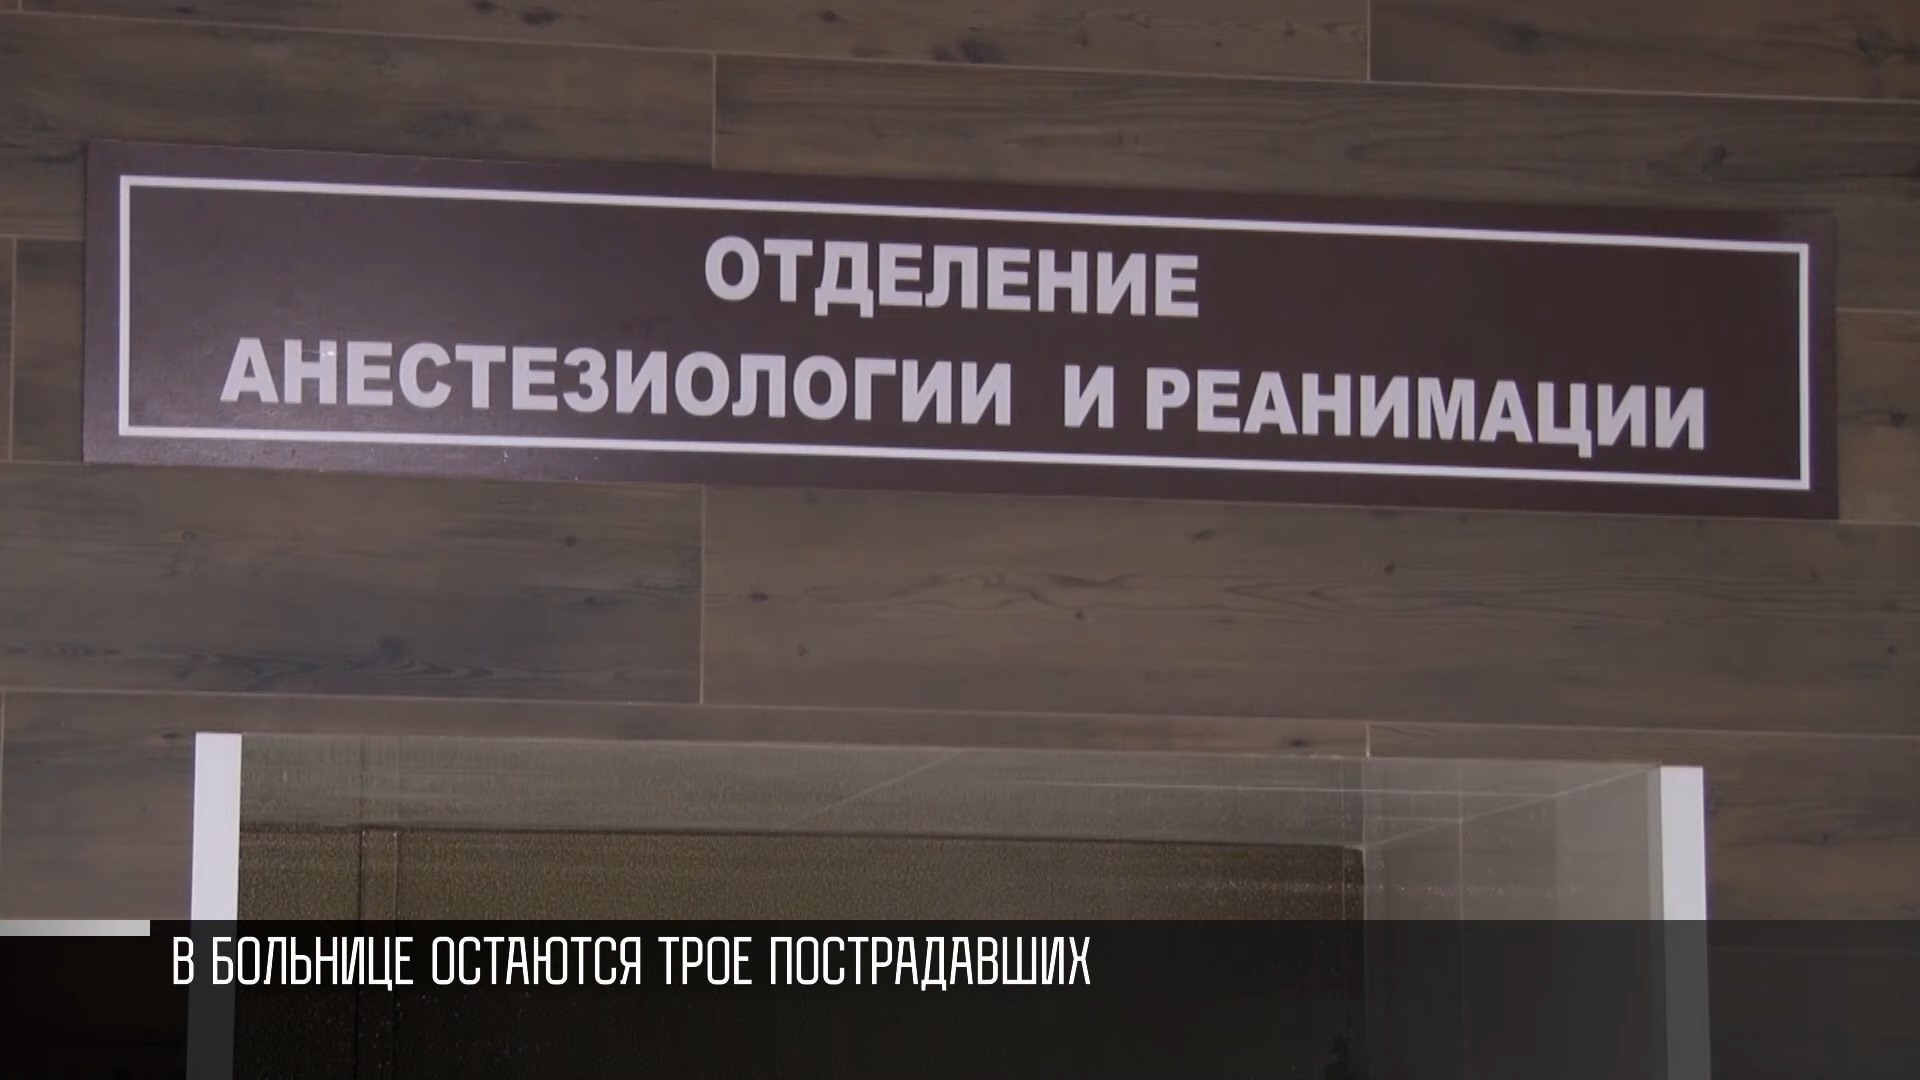 ОТДЕЛЕНИЕ
АНЕСТЕЗИОЛОГИИ И РЕАНИМАЦИИ
В БОЛЬНИЦЕ ОСТАЮТСЯ ТРОЕ ПОСТРАДАВШИХ